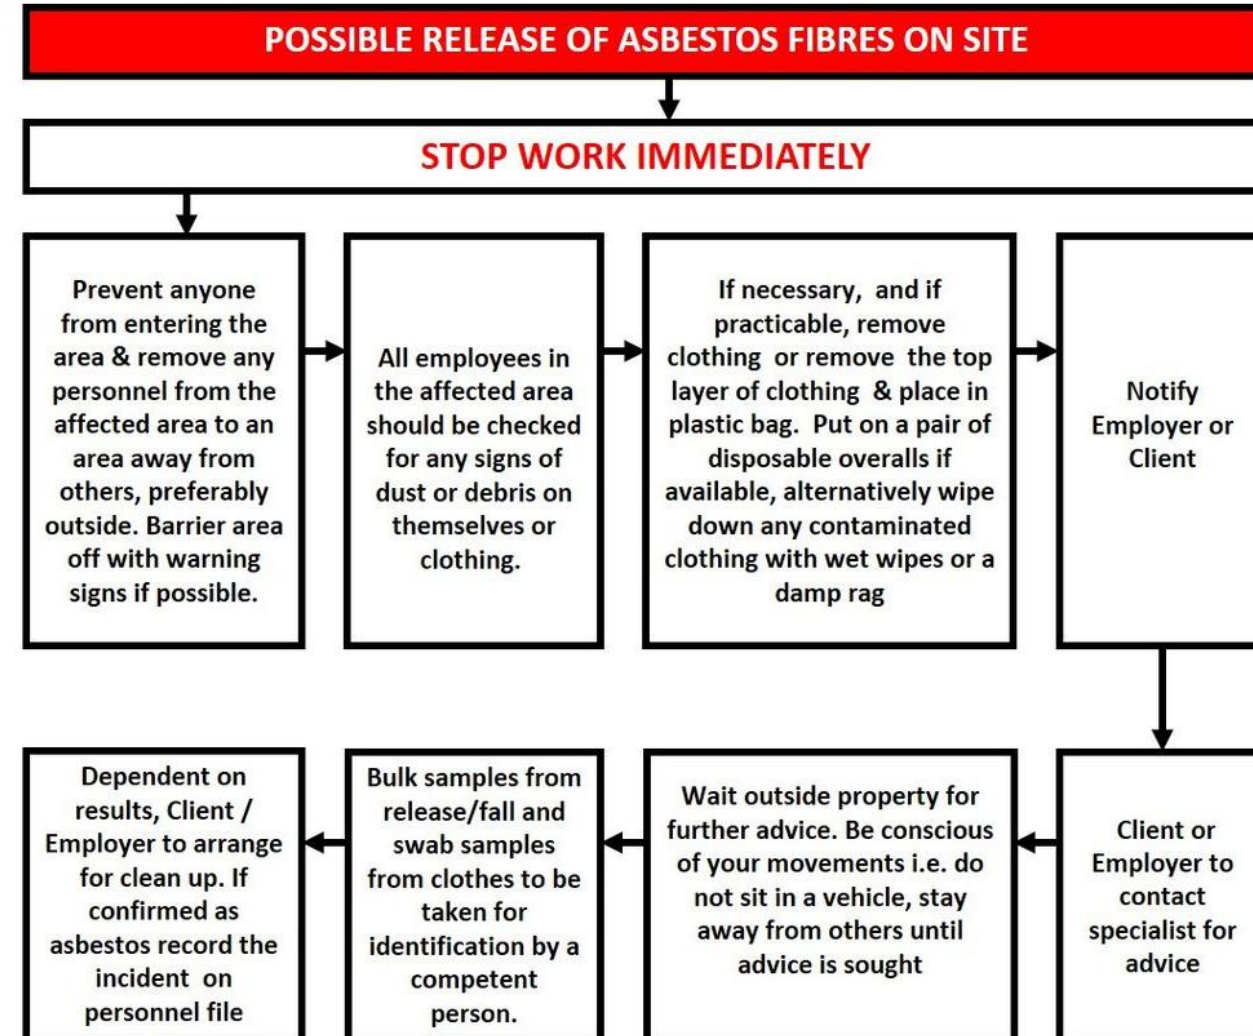 POSSIBLE RELEASE OF ASBESTOS FIBRES ON SITE
STOP WORK IMMEDIATELY
Prevent anyone
from entering the
area & remove any
personnel from the
affected area to an
area away from
others, preferably
outside. Barrier area
off with warning
signs if possible.
All employees in
the affected area
should be checked
for any signs of
dust or debris on
themselves or
clothing.
If necessary, and if
practicable, remove
clothing or remove the top
layer of clothing & place in
plastic bag. Put on a pair of
disposable overalls if
available, alternatively wipe
down any contaminated
clothing with wet wipes or a
damp rag
Notify
Employer or
Client
Client or
Employer to
contact
specialist for
advice
Wait outside property for
further advice. Be conscious
of your movements i.e. do
not sit in a vehicle, stay
away from others until
advice is sought
Bulk samples from
release/fall and
swab samples
from clothes to be
taken for
identification by a
competent
person.
Dependent on
results, Client /
Employer to arrange
for clean up. If
confirmed as
asbestos record the
incident on
personnel file